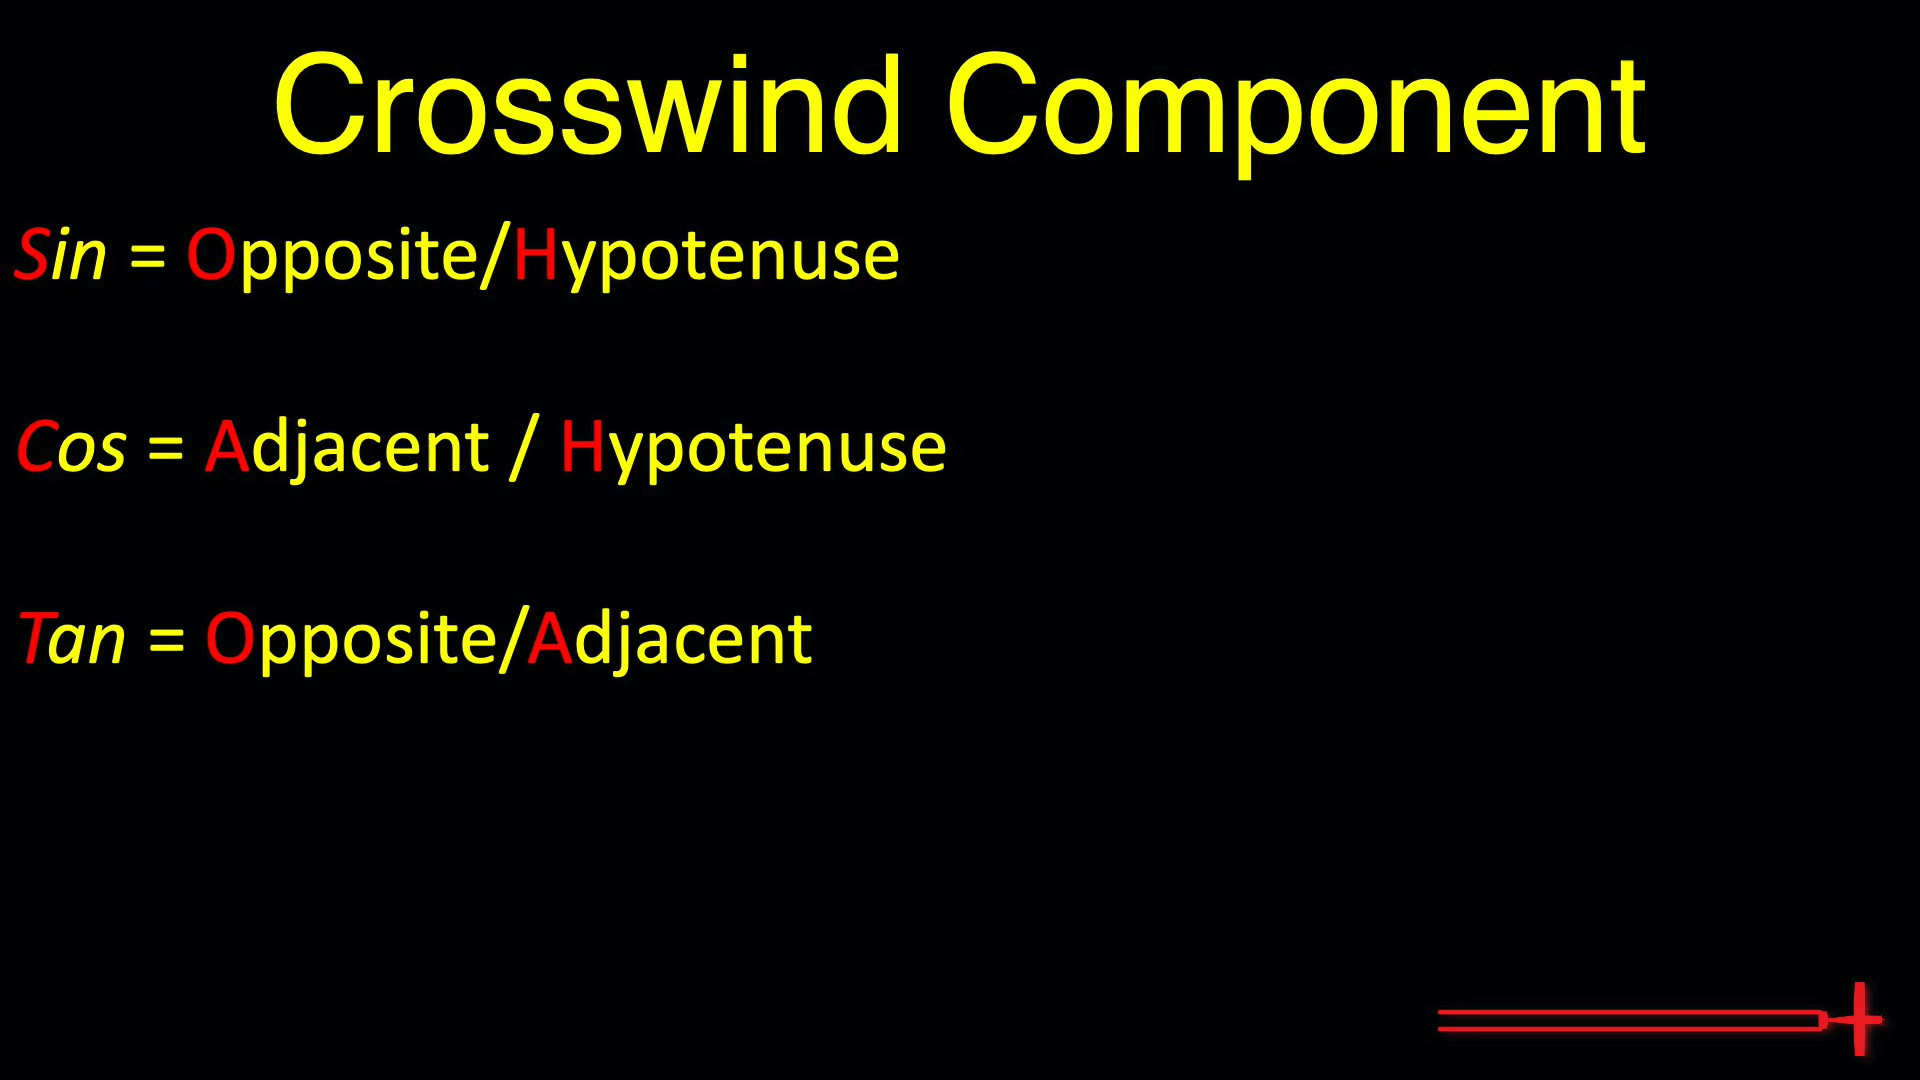 Crosswind Component
Sin = Opposite/Hypotenuse
Cos = Adjacent / Hypotenuse
Tan = Opposite/Adjacent